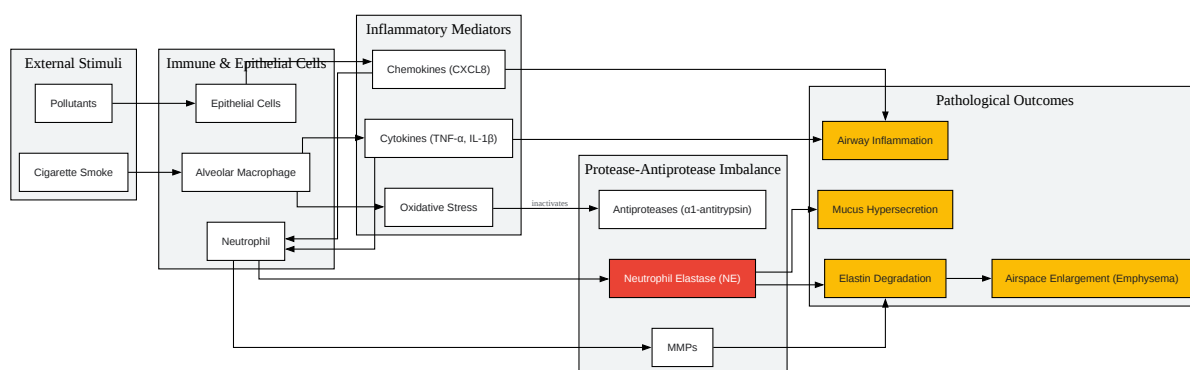 External Stimuli
Pollutants
Cigarette Smoke
Immune & Epithelial Cells
Epithelial Cells
Alveolar Macrophage
Neutrophil
Inflammatory Mediators
Chemokines (CXCL8)
Cytokines (TNF-α, IL-1β)
Oxidative Stress
inactivates
Protease-Antiprotease Imbalance
Antiproteases (α1-antitrypsin)
Neutrophil Elastase (NE)
MMPs
Pathological Outcomes
Airway Inflammation
Mucus Hypersecretion
Elastin Degradation
Airspace Enlargement (Emphysema)